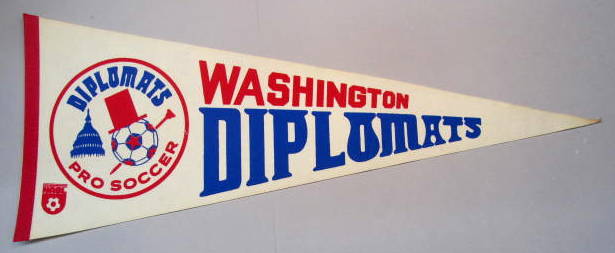 DIPLOMATS
PRO SOCCER
WASHINGTON
DIPLOMATS